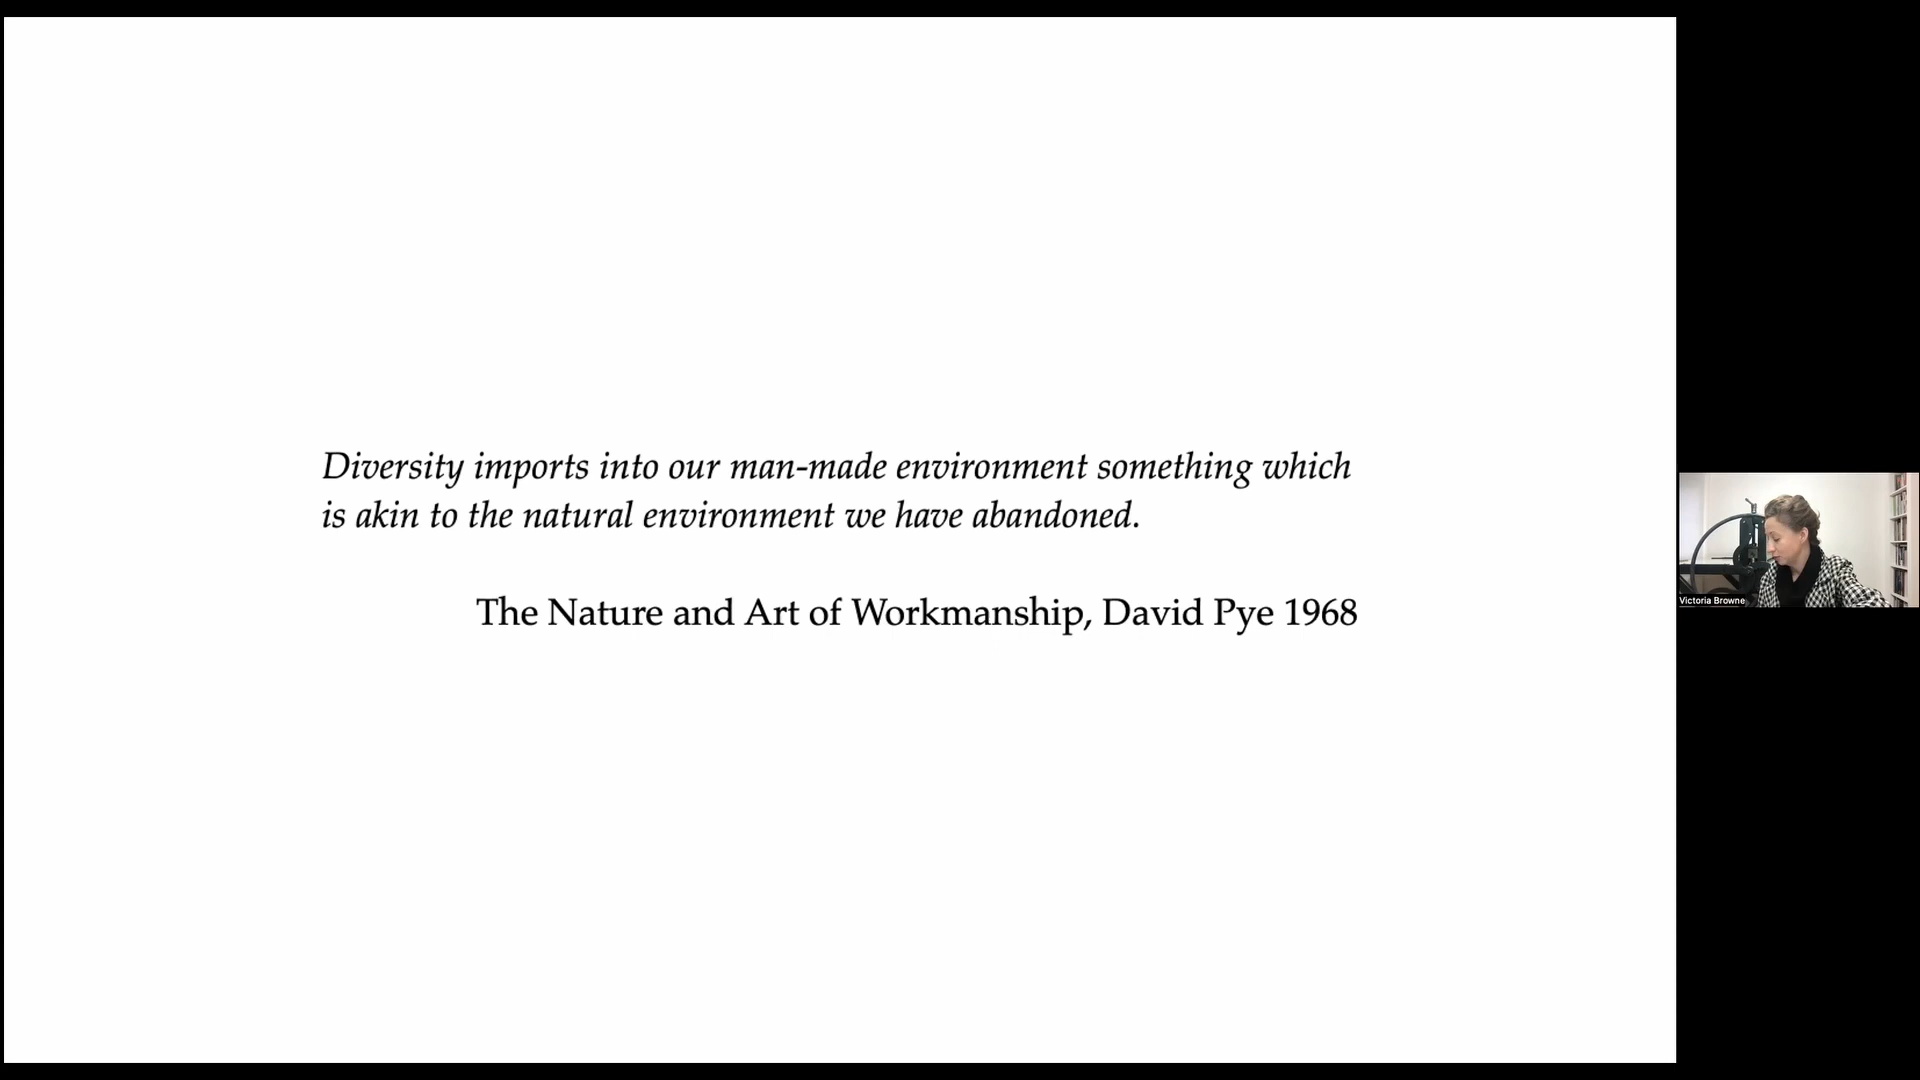 Diversity imports into our man-made environment something which
is akin to the natural environment we have abandoned.
The Nature and Art of Workmanship, David Pye 1968
Victoria Browne